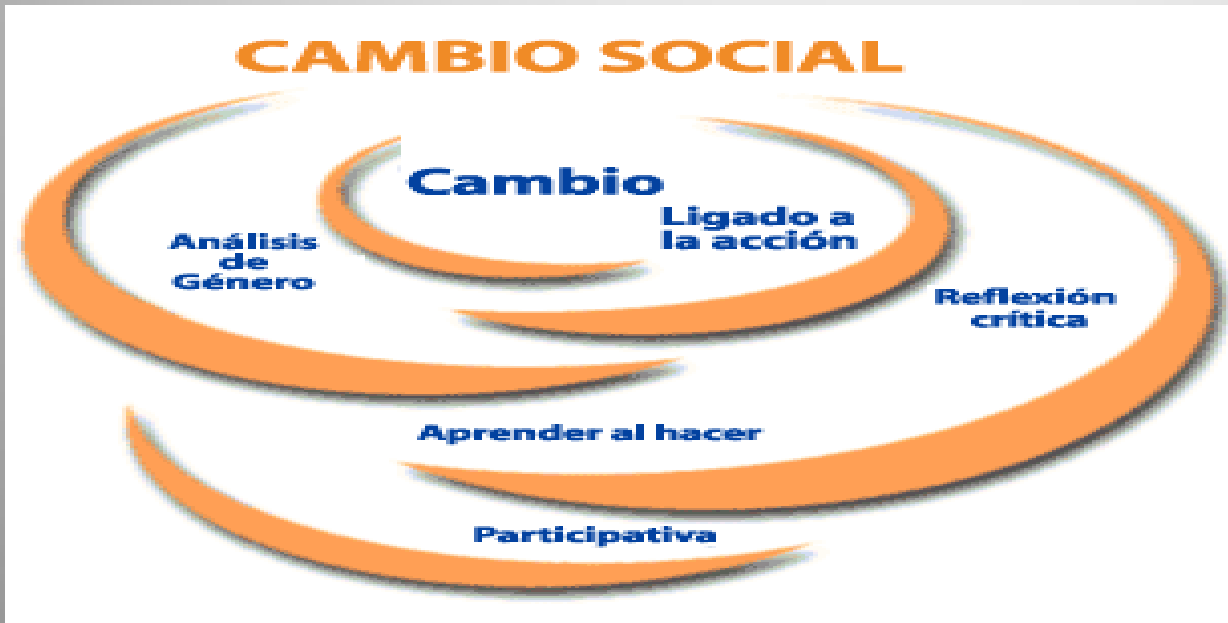 CAMBIO SOCIAL
Cambio
Ligado a
la acción
Análisis
de
Género
Reflexión
crítica
Aprender al hacer
Participativa